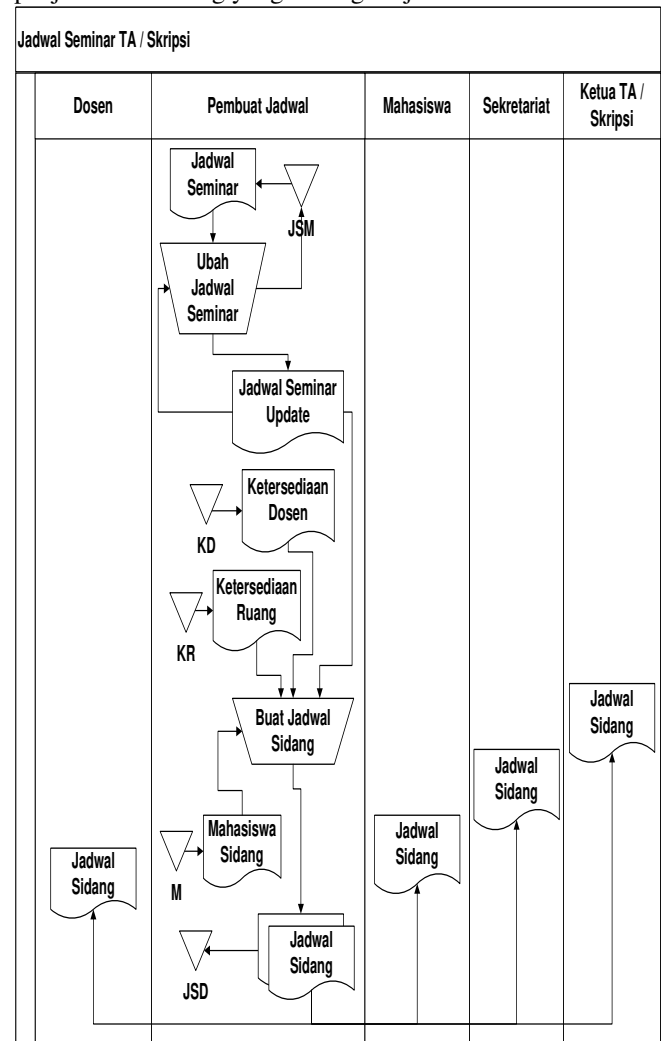 Jadwal Seminar TA / Skripsi
Dosen
Pembuat Jadwal
Mahasiswa
Sekretariat
Ketua TA /
Skripsi
Jadwal
Seminar
JSM
Ubah
Jadwal
Seminar
Jadwal Seminar
Update
Ketersediaan
Dosen
KD
Ketersediaan
Ruang
KR
Buat Jadwal
Sidang
Jadwal
Sidang
Jadwal
Sidang
Mahasiswa
Sidang
M
Jadwal
Sidang
Jadwal
Sidang
Jadwal
Sidang
JSD